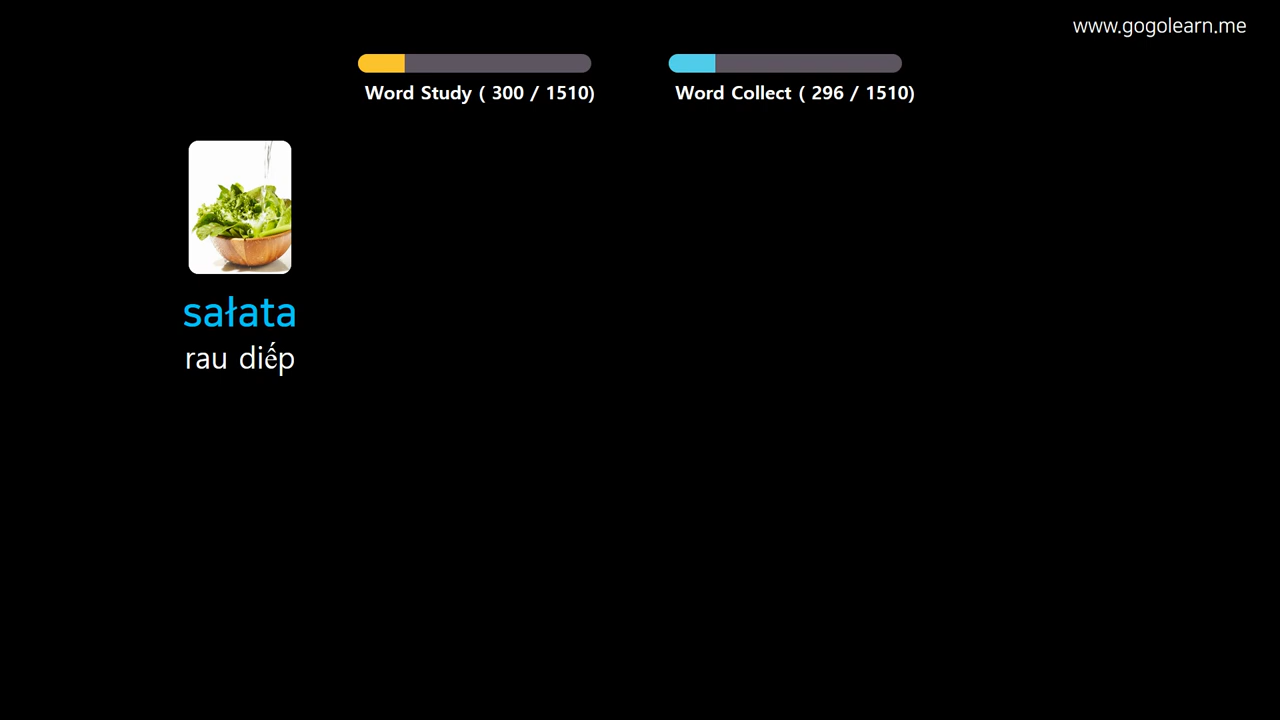 www.gogolearn.me
Word Study ( 300 / 1510)
Word Collect ( 296 / 1510)
sałata
rau diếp